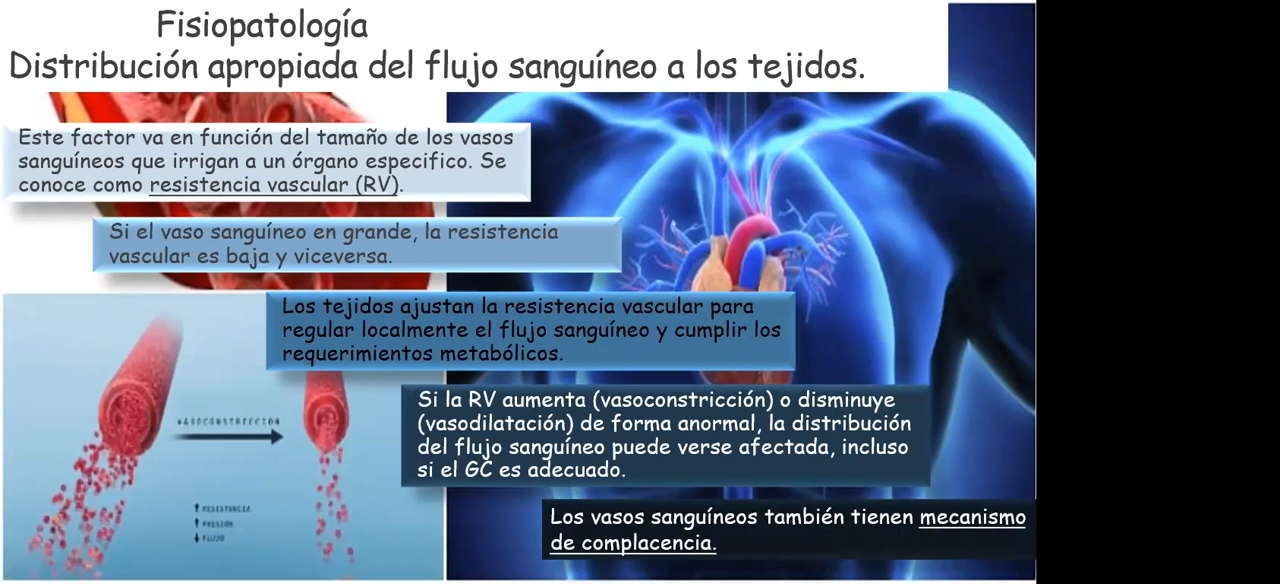 Fisiopatología
Distribución apropiada del flujo sanguíneo a los tejidos.
Este factor va en función del tamaño de los vasos
sanguíneos que irrigan a un órgano especifico. Se
conoce como resistencia vascular (RV).
Si el vaso sanguíneo en grande, la resistencia
vascular es baja y viceversa.
Los tejidos ajustan la resistencia vascular para
regular localmente el flujo sanguíneo y cumplir los
requerimientos metabólicos.
Si la RV aumenta (vasoconstricción) o disminuye
(vasodilatación) de forma anormal, la distribución
del flujo sanguíneo puede verse afectada, incluso
si el GC es adecuado.
VASOCONSTRICCIÓN
↑ RESISTENCIA
↑ PRESIÓN
↓ FLUJO
Los vasos sanguíneos también tienen mecanismo
de complacencia.